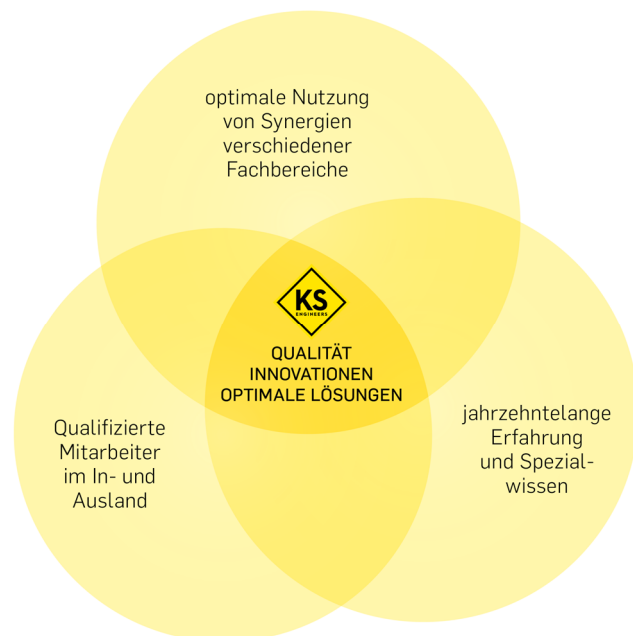 optimale Nutzung
von Synergien
verschiedener
Fachbereiche
KS
ENGINEERS
QUALITÄT
INNOVATIONEN
OPTIMALE LÖSUNGEN
Qualifizierte
Mitarbeiter
im In- und
Ausland
jahrzehntelange
Erfahrung
und Spezial-
wissen